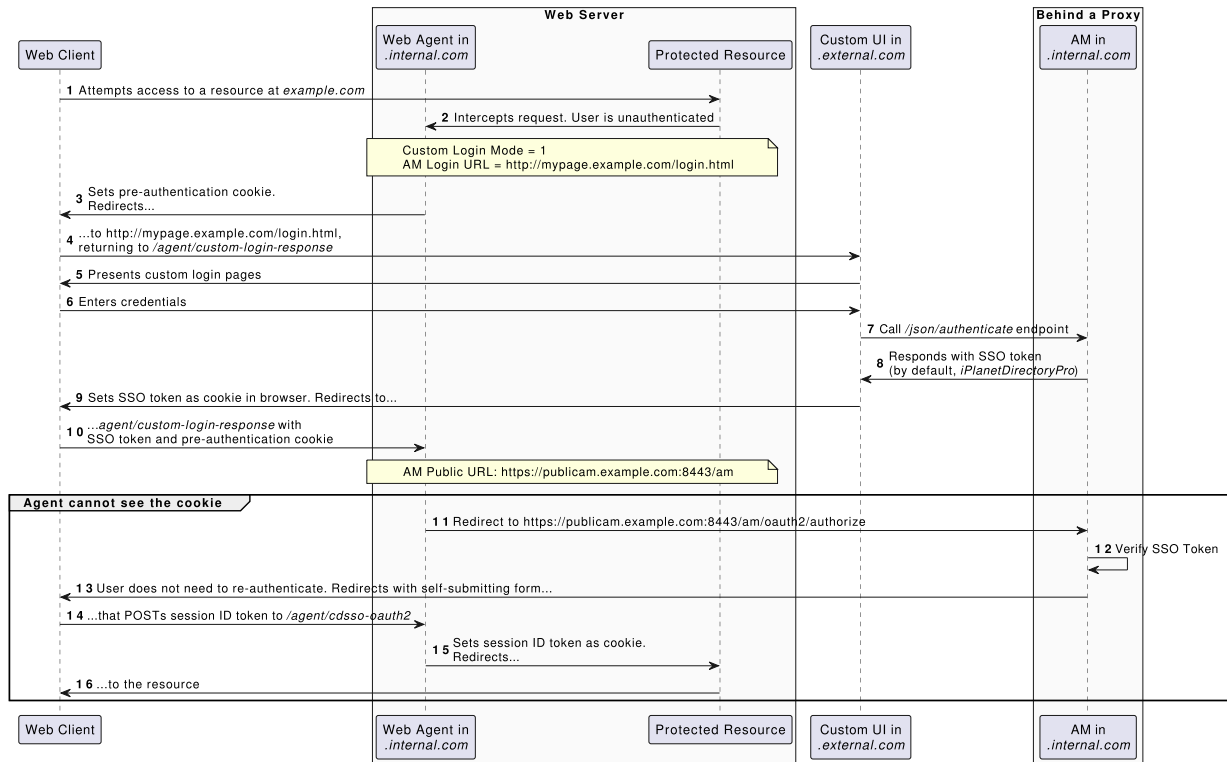 Web Server
Behind a Proxy
Web Client
Web Agent in
.internal.com
Protected Resource
Custom UI in
.external.com
AM in
.internal.com
1 Attempts access to a resource at example.com
2 Intercepts request. User is unauthenticated
Custom Login Mode = 1
AM Login URL = http://mypage.example.com/login.html
3 Sets pre-authentication cookie.
Redirects...
4 ...to http://mypage.example.com/login.html,
returning to /agent/custom-login-response
5 Presents custom login pages
6 Enters credentials
7 Call /json/authenticate endpoint
8 Responds with SSO token
(by default, iPlanetDirectoryPro)
9 Sets SSO token as cookie in browser. Redirects to...
10 ...agent/custom-login-response with
SSO token and pre-authentication cookie
AM Public URL: https://publicam.example.com:8443/am
Agent cannot see the cookie
11 Redirect to https://publicam.example.com:8443/am/oauth2/authorize
12 Verify SSO Token
13 User does not need to re-authenticate. Redirects with self-submitting form...
14 ...that POSTs session ID token to /agent/cdsso-oauth2
15 Sets session ID token as cookie.
Redirects...
16 ...to the resource
Web Client
Web Agent in
.internal.com
Protected Resource
Custom UI in
.external.com
AM in
.internal.com